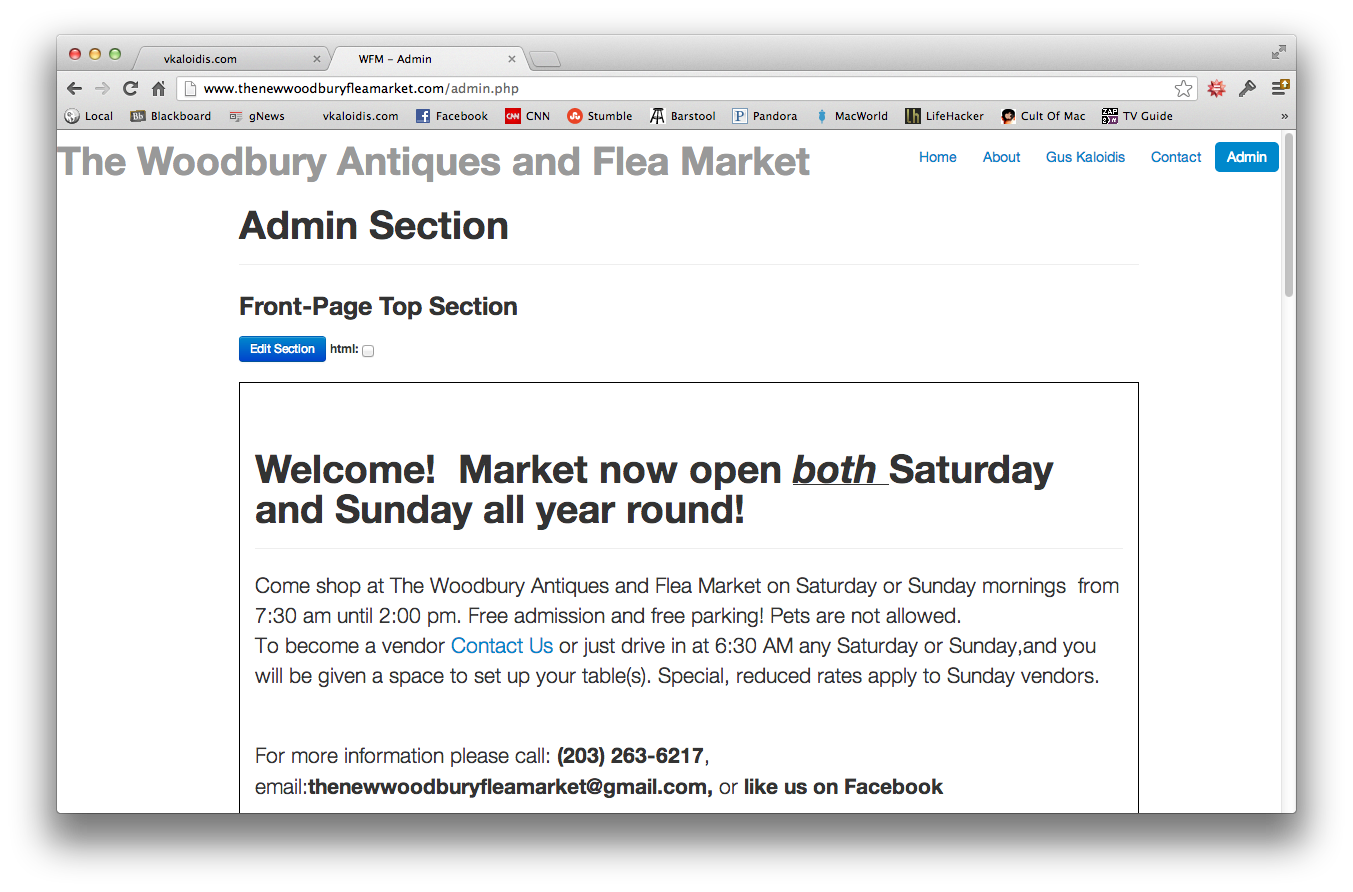 vkaloidis.com
WFM – Admin
www.thenewwoodburyfleamarket.com/admin.php
Local Bb Blackboard gNews vkaloidis.com Facebook CNN CNN Stumble Barstool P Pandora MacWorld lh LifeHacker Cult Of Mac ZAP 2 IT TV Guide »
The Woodbury Antiques and Flea Market
Home About Gus Kaloidis Contact Admin
Admin Section
Front-Page Top Section
Edit Section html:
Welcome!  Market now open both Saturday
and Sunday all year round!
Come shop at The Woodbury Antiques and Flea Market on Saturday or Sunday mornings  from
7:30 am until 2:00 pm. Free admission and free parking! Pets are not allowed.
To become a vendor Contact Us or just drive in at 6:30 AM any Saturday or Sunday,and you
will be given a space to set up your table(s). Special, reduced rates apply to Sunday vendors.
For more information please call: (203) 263-6217,
email:thenewwoodburyfleamarket@gmail.com, or like us on Facebook